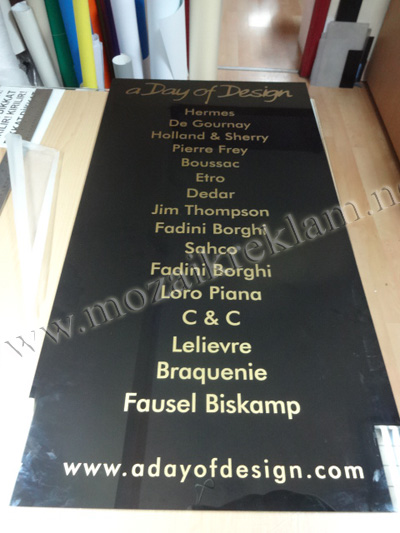 a Day of Design
Hermes
De Gournay
Holland & Sherry
Pierre Frey
Boussac
Etro
Dedar
Jim Thompson
Fadini Borghi
Sahco
Fadini Borghi
Loro Piana
C & C
Lelievre
Braquenie
Fausel Biskamp
www.adayofdesign.com
www.mozaikreklam.ne